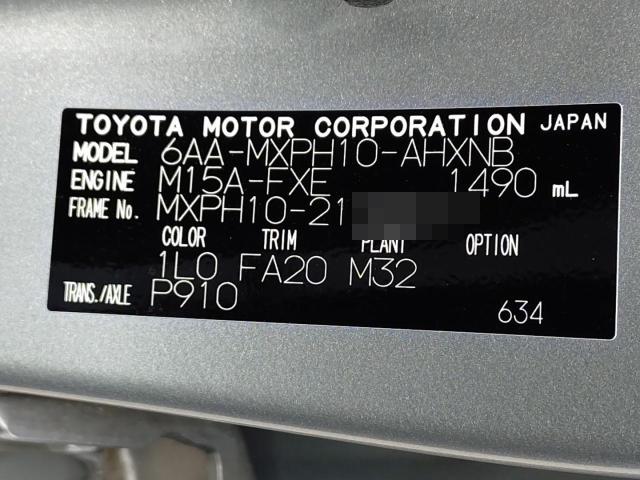 TOYOTA MOTOR CORPORATION JAPAN
MODEL 6AA-MXPH10-AHXNB
ENGINE M15A-FXE 1490 mL
FRAME No. MXPH10-21
COLOR TRIM PLANT OPTION
1L0 FA20 M32
TRANS./AXLE P910
634